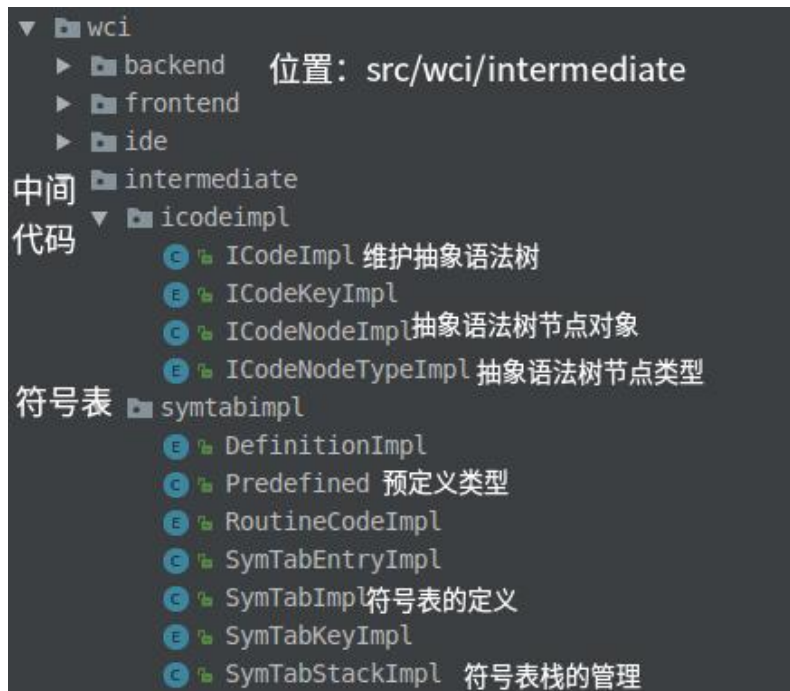 wci
backend 位置：src/wci/intermediate
frontend
ide
中间 intermediate
代码 icodeimpl
C ICodeImpl 维护抽象语法树
E ICodeKeyImpl
C ICodeNodeImpl抽象语法树节点对象
E ICodeNodeTypeImpl 抽象语法树节点类型
符号表 symtabimpl
E DefinitionImpl
C Predefined 预定义类型
E RoutineCodeImpl
C SymTabEntryImpl
C SymTabImpl符号表的定义
E SymTabKeyImpl
C SymTabStackImpl 符号表栈的管理